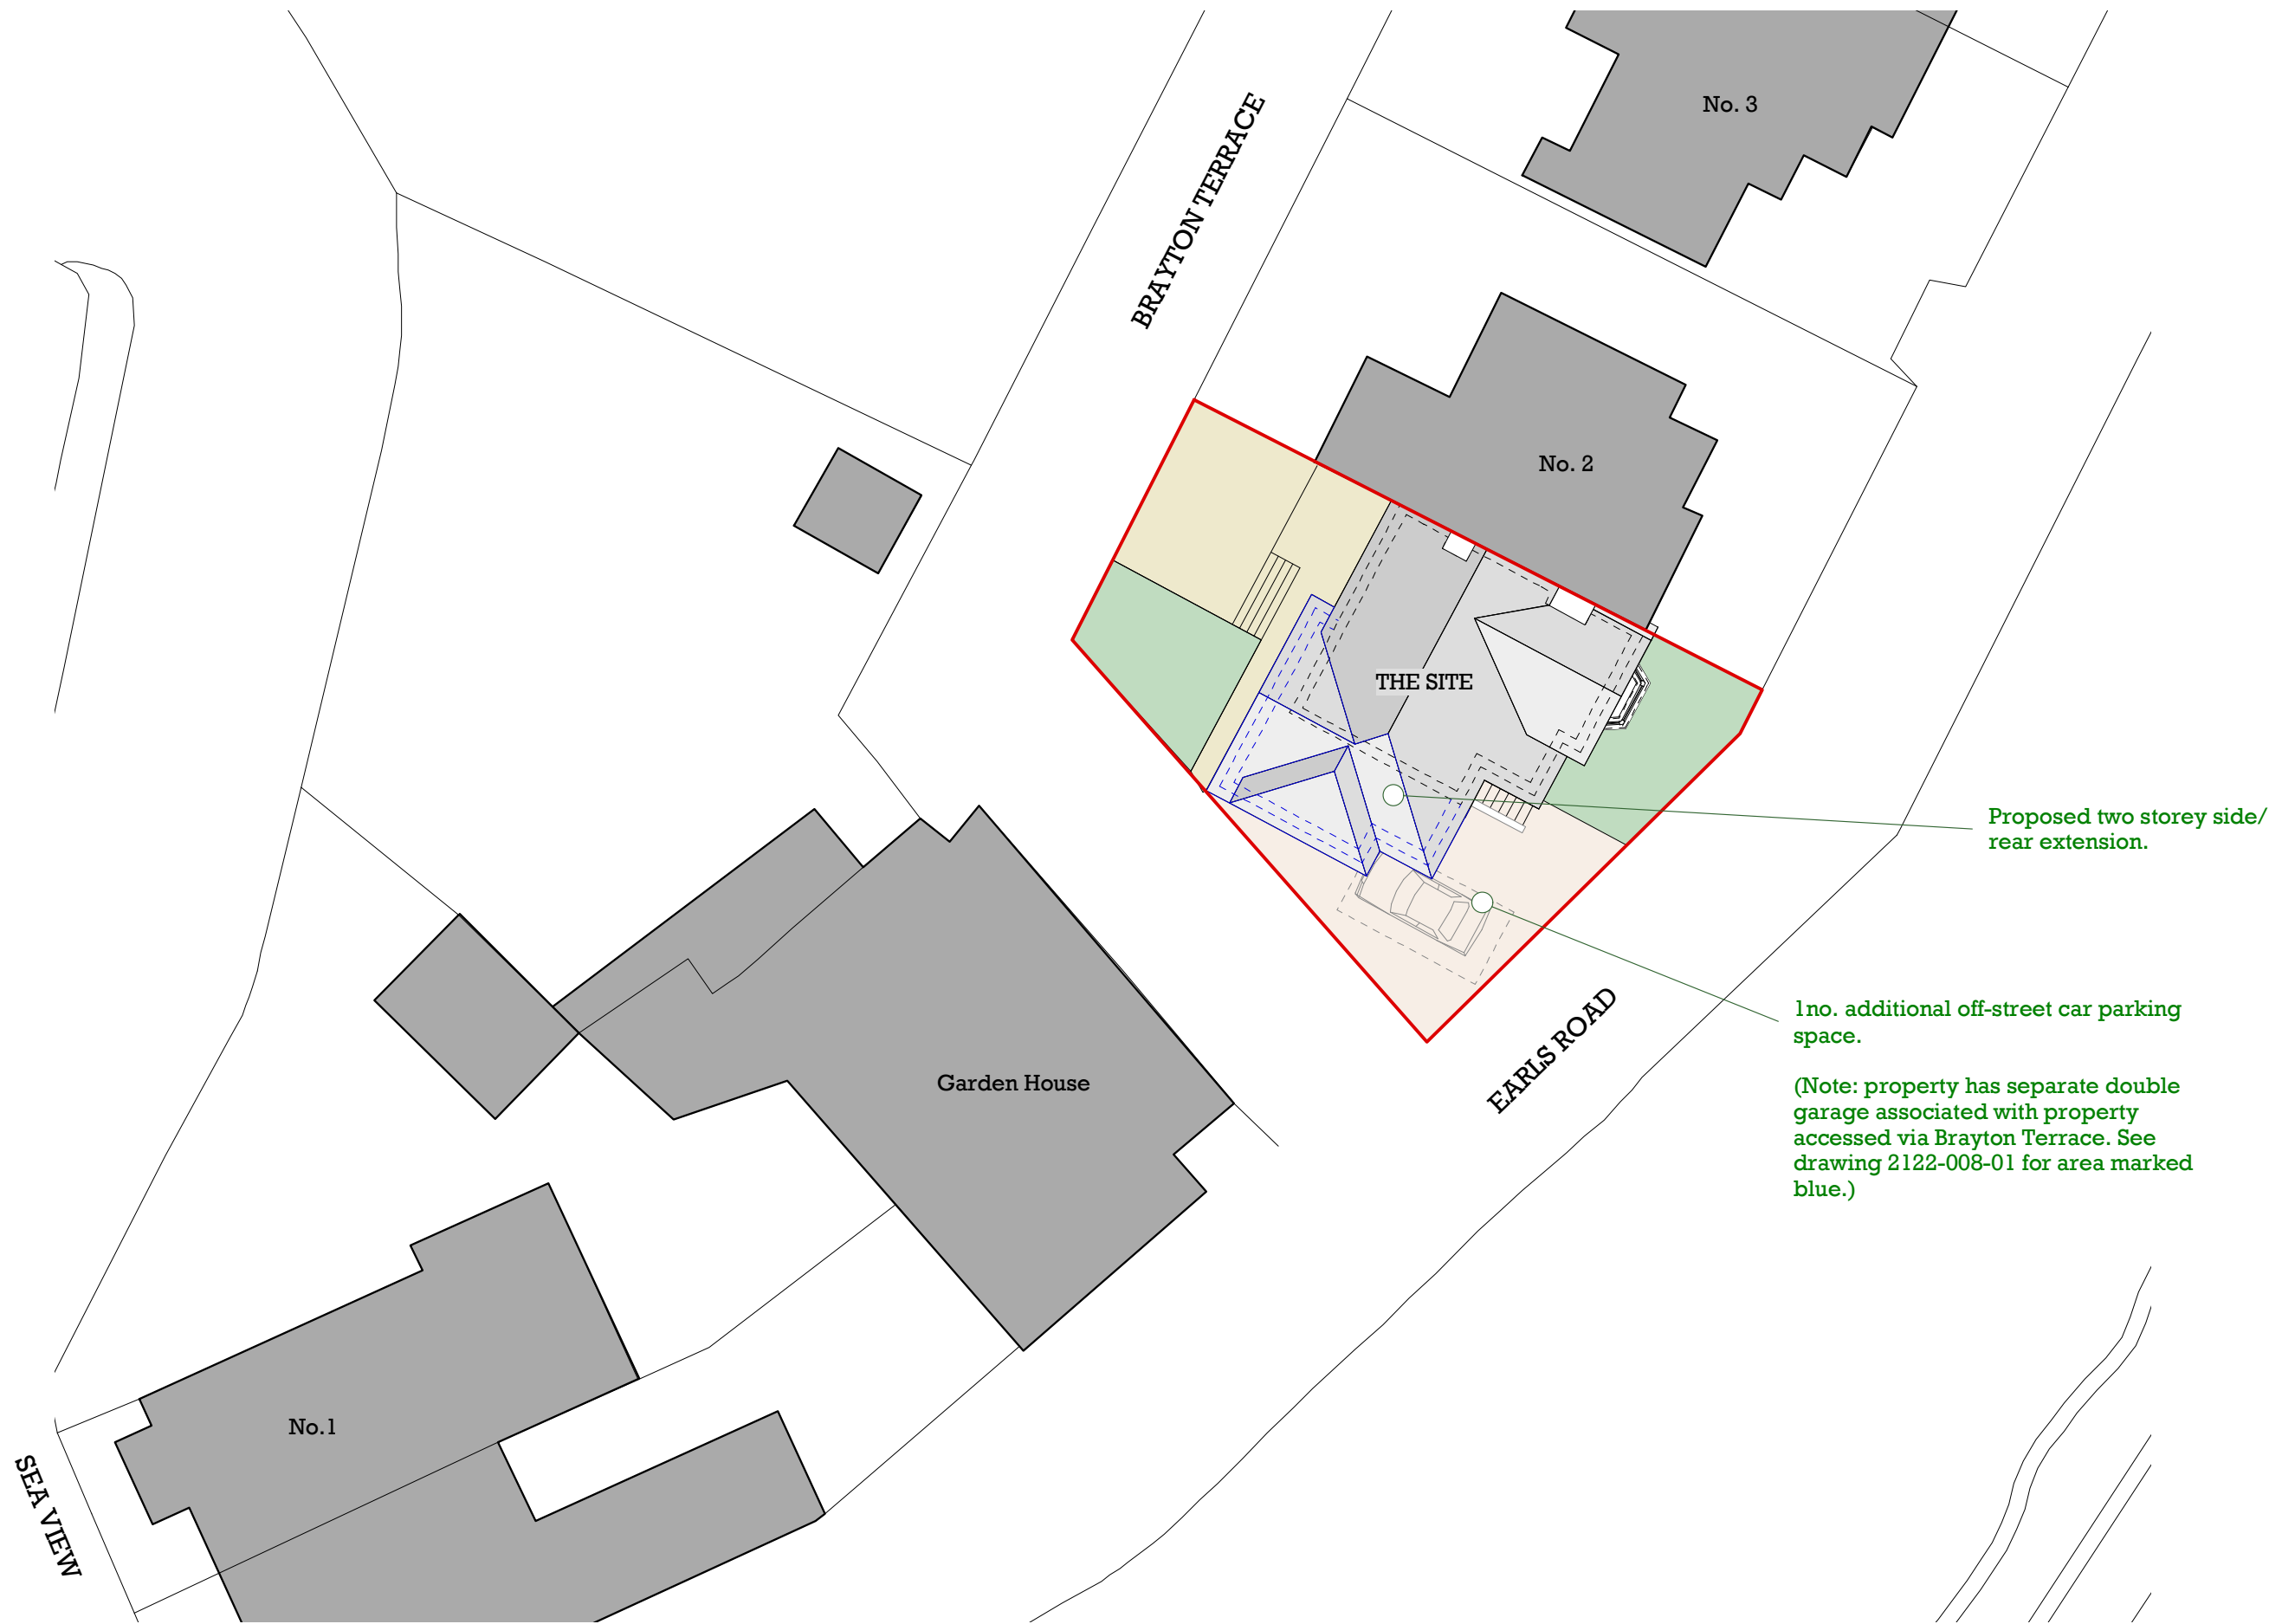 No. 3
BRAYTON TERRACE
No. 2
THE SITE
Proposed two storey side/
rear extension.
1no. additional off-street car parking
space.
(Note: property has separate double
garage associated with property
accessed via Brayton Terrace. See
drawing 2122-008-01 for area marked
blue.)
EARLS ROAD
Garden House
No.1
SEA VIEW